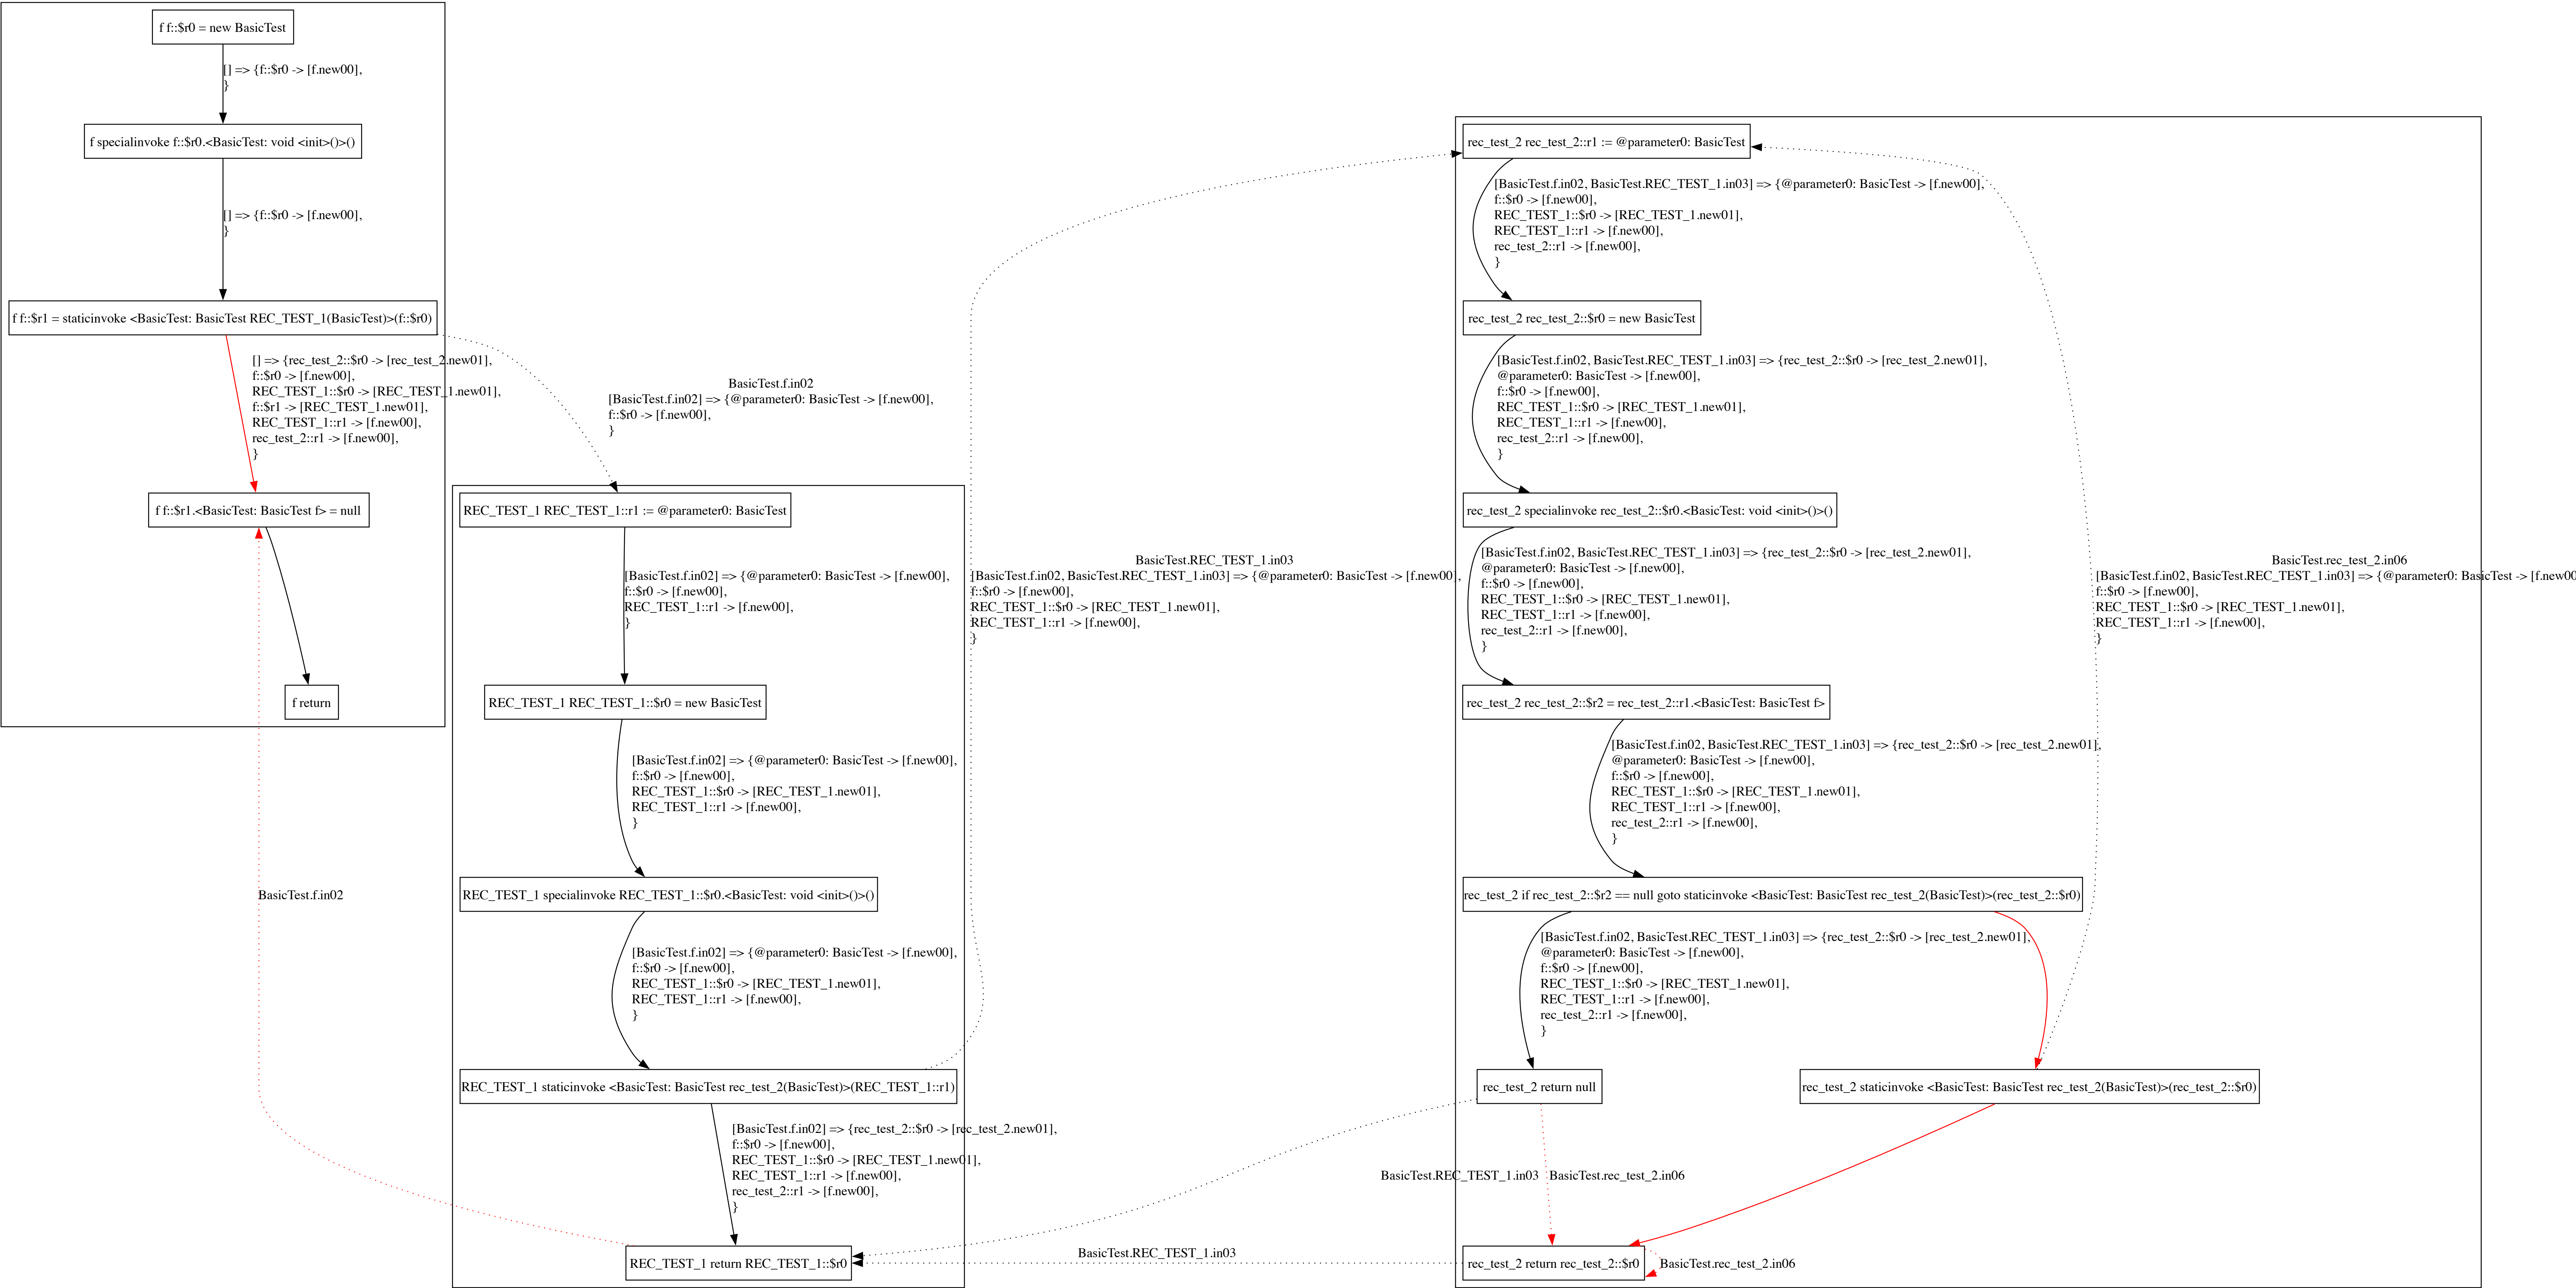 f f::$r0 = new BasicTest
[] => {f::$r0 -> [f.new00],
}
f specialinvoke f::$r0.<BasicTest: void <init>()>()
[] => {f::$r0 -> [f.new00],
}
f f::$r1 = staticinvoke <BasicTest: BasicTest REC_TEST_1(BasicTest)>(f::$r0)
[] => {rec_test_2::$r0 -> [rec_test_2.new01],
f::$r0 -> [f.new00],
REC_TEST_1::$r0 -> [REC_TEST_1.new01],
f::$r1 -> [REC_TEST_1.new01],
REC_TEST_1::r1 -> [f.new00],
rec_test_2::r1 -> [f.new00],
}
f f::$r1.<BasicTest: BasicTest f> = null
f return
BasicTest.f.in02
BasicTest.f.in02
[BasicTest.f.in02] => {@parameter0: BasicTest -> [f.new00],
f::$r0 -> [f.new00],
}
REC_TEST_1 REC_TEST_1::r1 := @parameter0: BasicTest
[BasicTest.f.in02] => {@parameter0: BasicTest -> [f.new00],
f::$r0 -> [f.new00],
REC_TEST_1::r1 -> [f.new00],
}
REC_TEST_1 REC_TEST_1::$r0 = new BasicTest
[BasicTest.f.in02] => {@parameter0: BasicTest -> [f.new00],
f::$r0 -> [f.new00],
REC_TEST_1::$r0 -> [REC_TEST_1.new01],
REC_TEST_1::r1 -> [f.new00],
}
REC_TEST_1 specialinvoke REC_TEST_1::$r0.<BasicTest: void <init>()>()
[BasicTest.f.in02] => {@parameter0: BasicTest -> [f.new00],
f::$r0 -> [f.new00],
REC_TEST_1::$r0 -> [REC_TEST_1.new01],
REC_TEST_1::r1 -> [f.new00],
}
REC_TEST_1 staticinvoke <BasicTest: BasicTest rec_test_2(BasicTest)>(REC_TEST_1::r1)
[BasicTest.f.in02] => {rec_test_2::$r0 -> [rec_test_2.new01],
f::$r0 -> [f.new00],
REC_TEST_1::$r0 -> [REC_TEST_1.new01],
REC_TEST_1::r1 -> [f.new00],
rec_test_2::r1 -> [f.new00],
}
REC_TEST_1 return REC_TEST_1::$r0
BasicTest.REC_TEST_1.in03
[BasicTest.f.in02, BasicTest.REC_TEST_1.in03] => {@parameter0: BasicTest -> [f.new00],
f::$r0 -> [f.new00],
REC_TEST_1::$r0 -> [REC_TEST_1.new01],
REC_TEST_1::r1 -> [f.new00],
}
rec_test_2 rec_test_2::r1 := @parameter0: BasicTest
[BasicTest.f.in02, BasicTest.REC_TEST_1.in03] => {@parameter0: BasicTest -> [f.new00],
f::$r0 -> [f.new00],
REC_TEST_1::$r0 -> [REC_TEST_1.new01],
REC_TEST_1::r1 -> [f.new00],
rec_test_2::r1 -> [f.new00],
}
rec_test_2 rec_test_2::$r0 = new BasicTest
[BasicTest.f.in02, BasicTest.REC_TEST_1.in03] => {rec_test_2::$r0 -> [rec_test_2.new01],
@parameter0: BasicTest -> [f.new00],
f::$r0 -> [f.new00],
REC_TEST_1::$r0 -> [REC_TEST_1.new01],
REC_TEST_1::r1 -> [f.new00],
rec_test_2::r1 -> [f.new00],
}
rec_test_2 specialinvoke rec_test_2::$r0.<BasicTest: void <init>()>()
[BasicTest.f.in02, BasicTest.REC_TEST_1.in03] => {rec_test_2::$r0 -> [rec_test_2.new01],
@parameter0: BasicTest -> [f.new00],
f::$r0 -> [f.new00],
REC_TEST_1::$r0 -> [REC_TEST_1.new01],
REC_TEST_1::r1 -> [f.new00],
rec_test_2::r1 -> [f.new00],
}
rec_test_2 rec_test_2::$r2 = rec_test_2::r1.<BasicTest: BasicTest f>
[BasicTest.f.in02, BasicTest.REC_TEST_1.in03] => {rec_test_2::$r0 -> [rec_test_2.new01],
@parameter0: BasicTest -> [f.new00],
f::$r0 -> [f.new00],
REC_TEST_1::$r0 -> [REC_TEST_1.new01],
REC_TEST_1::r1 -> [f.new00],
rec_test_2::r1 -> [f.new00],
}
rec_test_2 if rec_test_2::$r2 == null goto staticinvoke <BasicTest: BasicTest rec_test_2(BasicTest)>(rec_test_2::$r0)
[BasicTest.f.in02, BasicTest.REC_TEST_1.in03] => {rec_test_2::$r0 -> [rec_test_2.new01],
@parameter0: BasicTest -> [f.new00],
f::$r0 -> [f.new00],
REC_TEST_1::$r0 -> [REC_TEST_1.new01],
REC_TEST_1::r1 -> [f.new00],
rec_test_2::r1 -> [f.new00],
}
rec_test_2 return null
rec_test_2 staticinvoke <BasicTest: BasicTest rec_test_2(BasicTest)>(rec_test_2::$r0)
BasicTest.rec_test_2.in06
[BasicTest.f.in02, BasicTest.REC_TEST_1.in03] => {@parameter0: BasicTest -> [f.new00
f::$r0 -> [f.new00],
REC_TEST_1::$r0 -> [REC_TEST_1.new01],
REC_TEST_1::r1 -> [f.new00],
}
BasicTest.REC_TEST_1.in03
BasicTest.rec_test_2.in06
BasicTest.REC_TEST_1.in03
rec_test_2 return rec_test_2::$r0
BasicTest.rec_test_2.in06